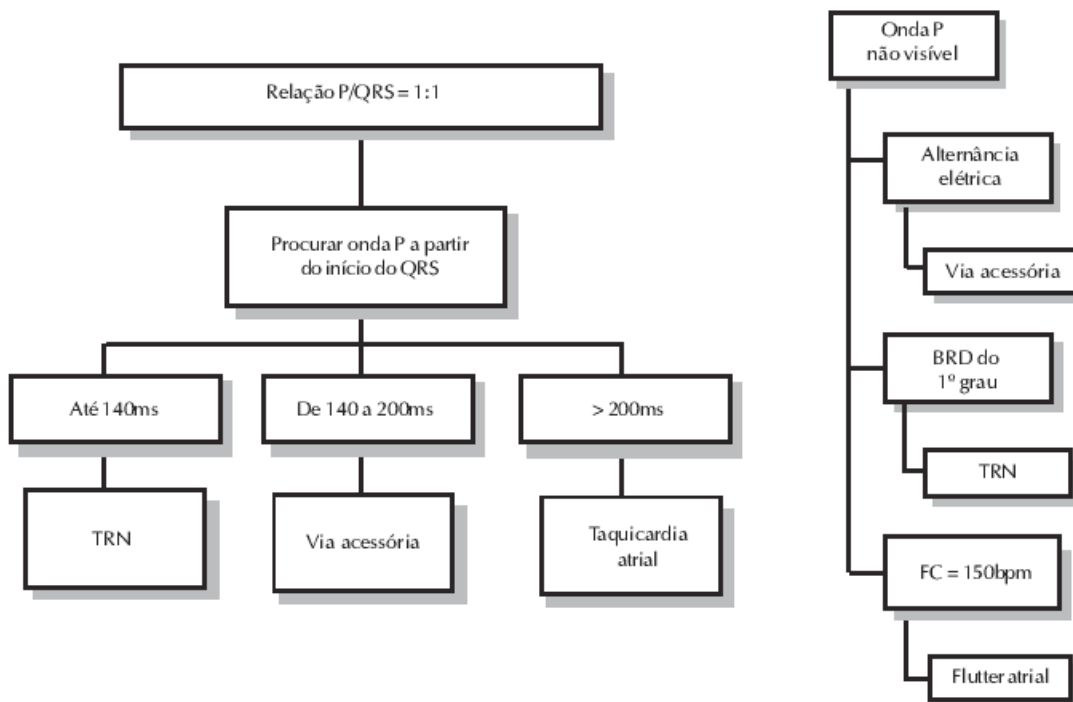 Relação P/QRS = 1:1
Procurar onda P a partir
do início do QRS
Até 140ms
De 140 a 200ms
> 200ms
TRN
Via acessória
Taquicardia
atrial
Onda P
não visível
Alternância
elétrica
Via acessória
BRD do
1º grau
TRN
FC = 150bpm
Flutter atrial